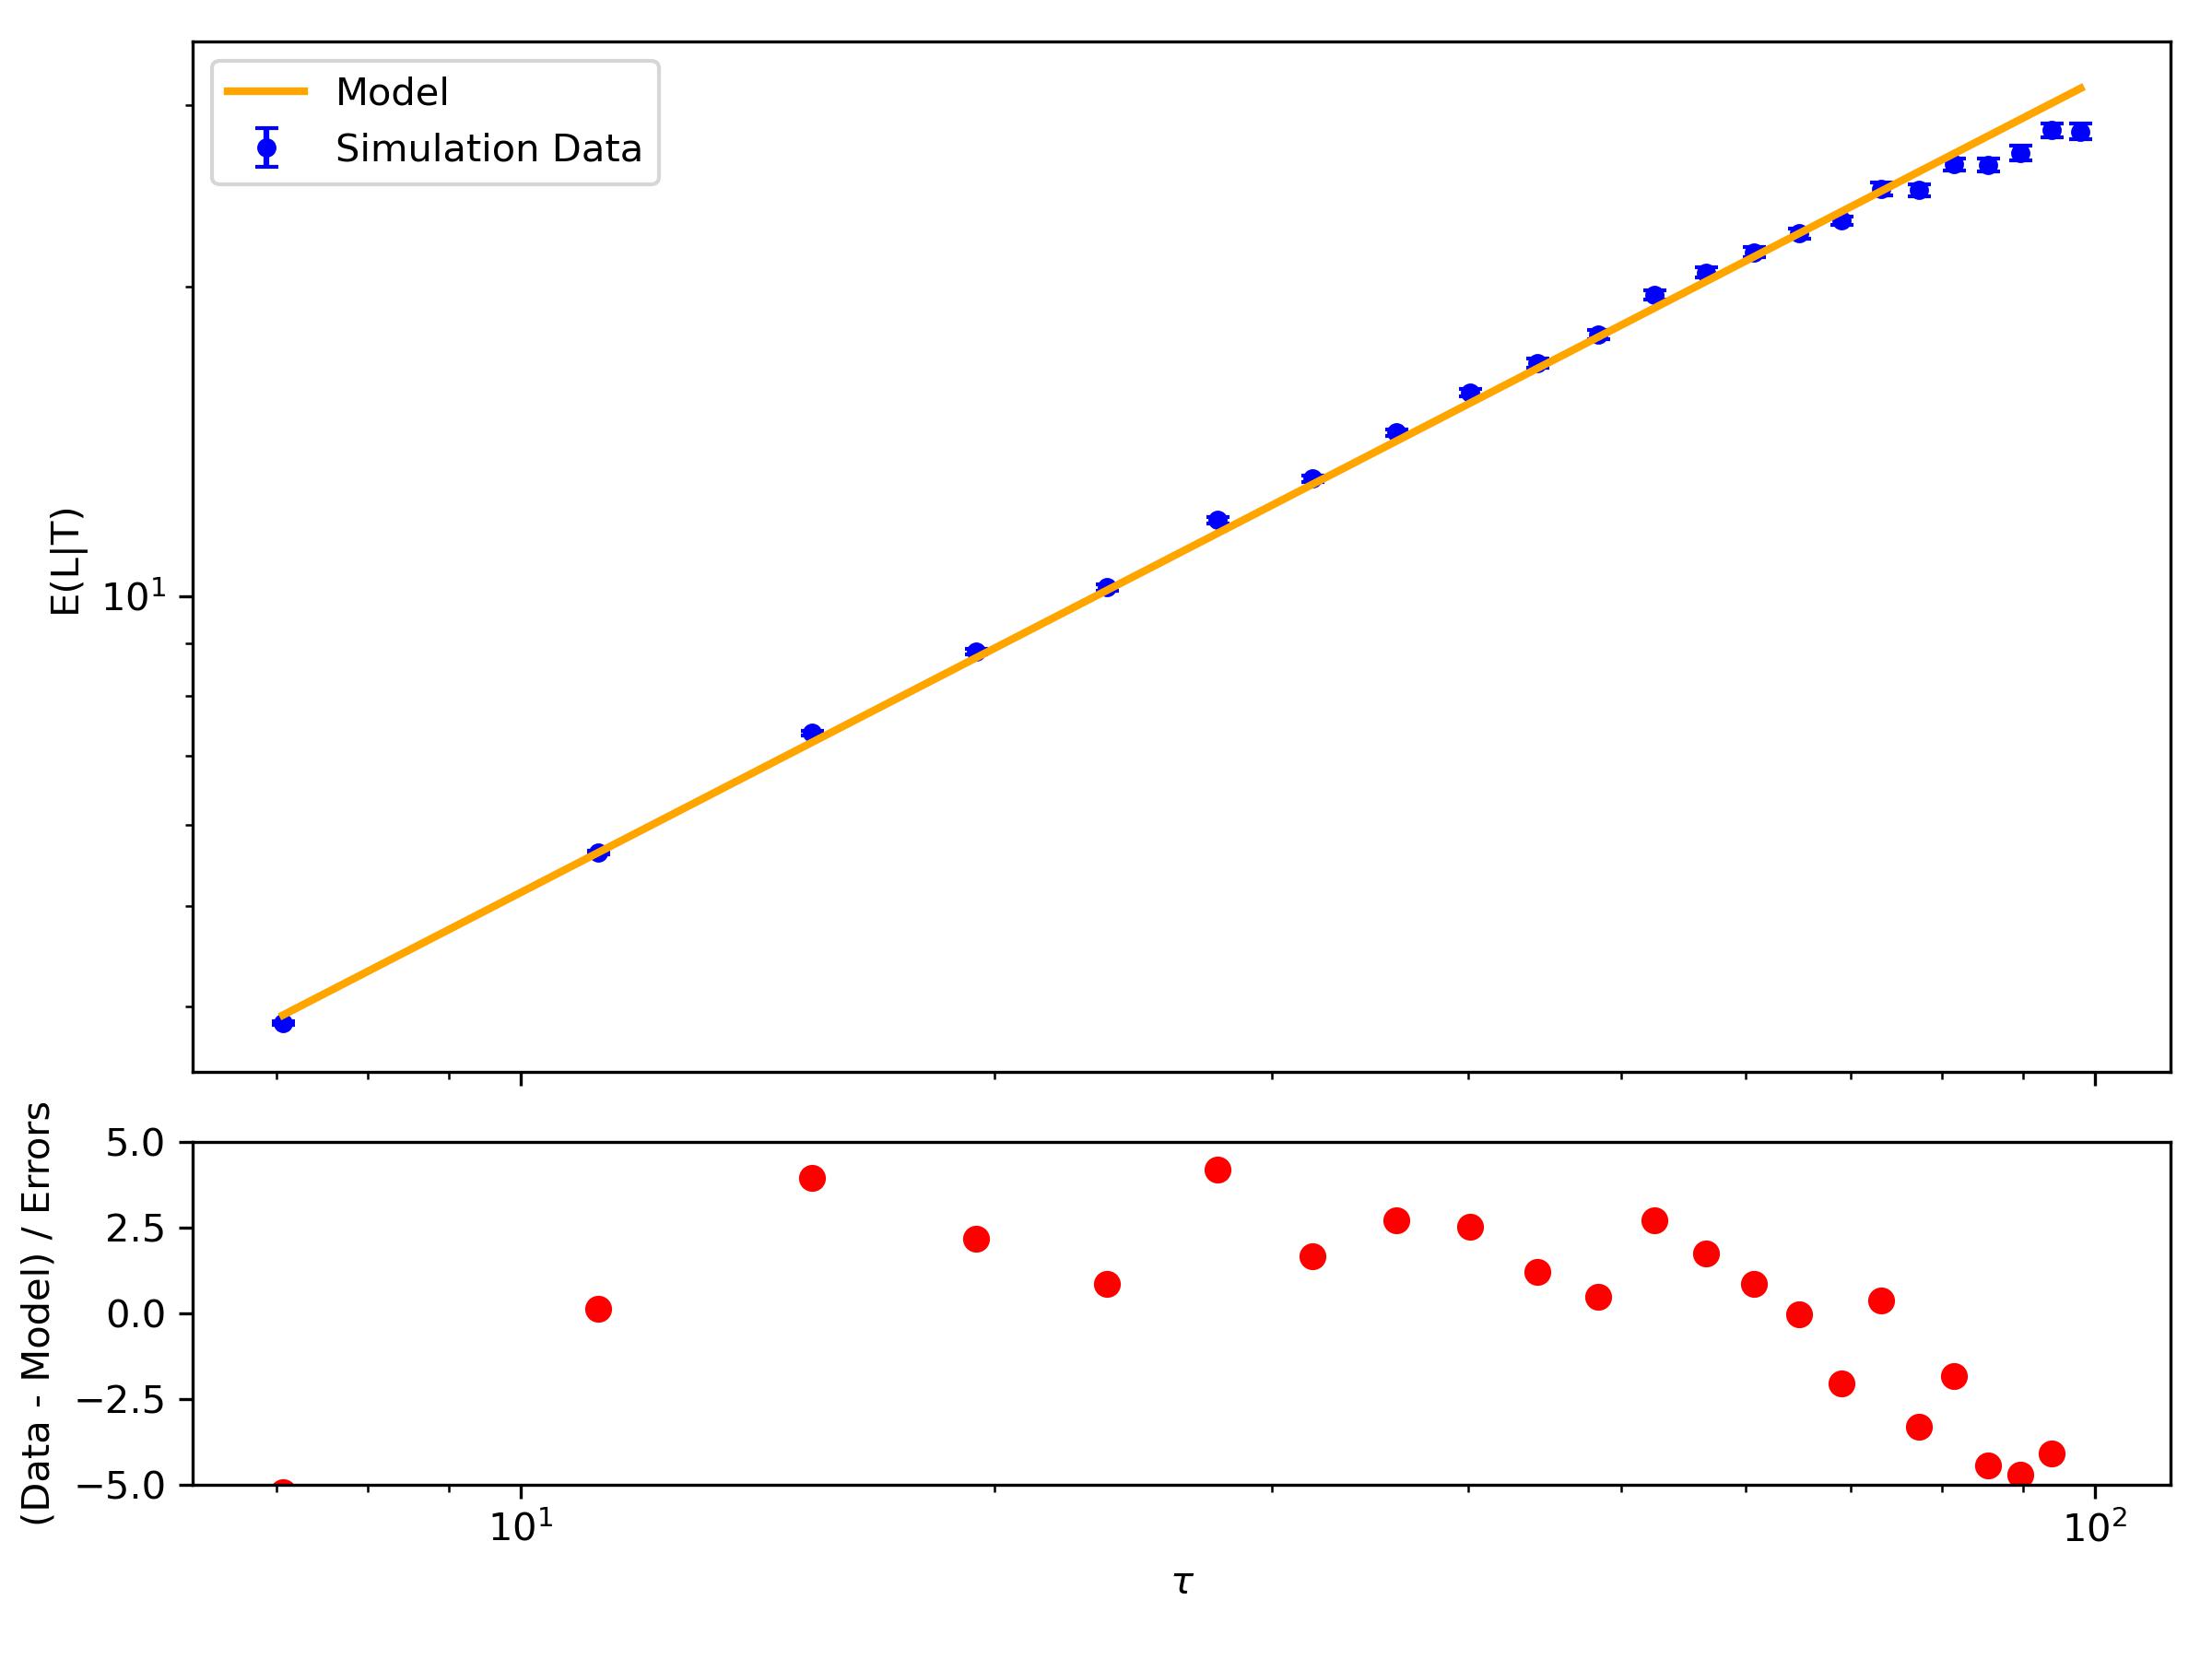 Model
Simulation Data
E(L|T)
10¹
(Data - Model) / Errors
5.0
2.5
0.0
−2.5
−5.0
10¹
10²
τ